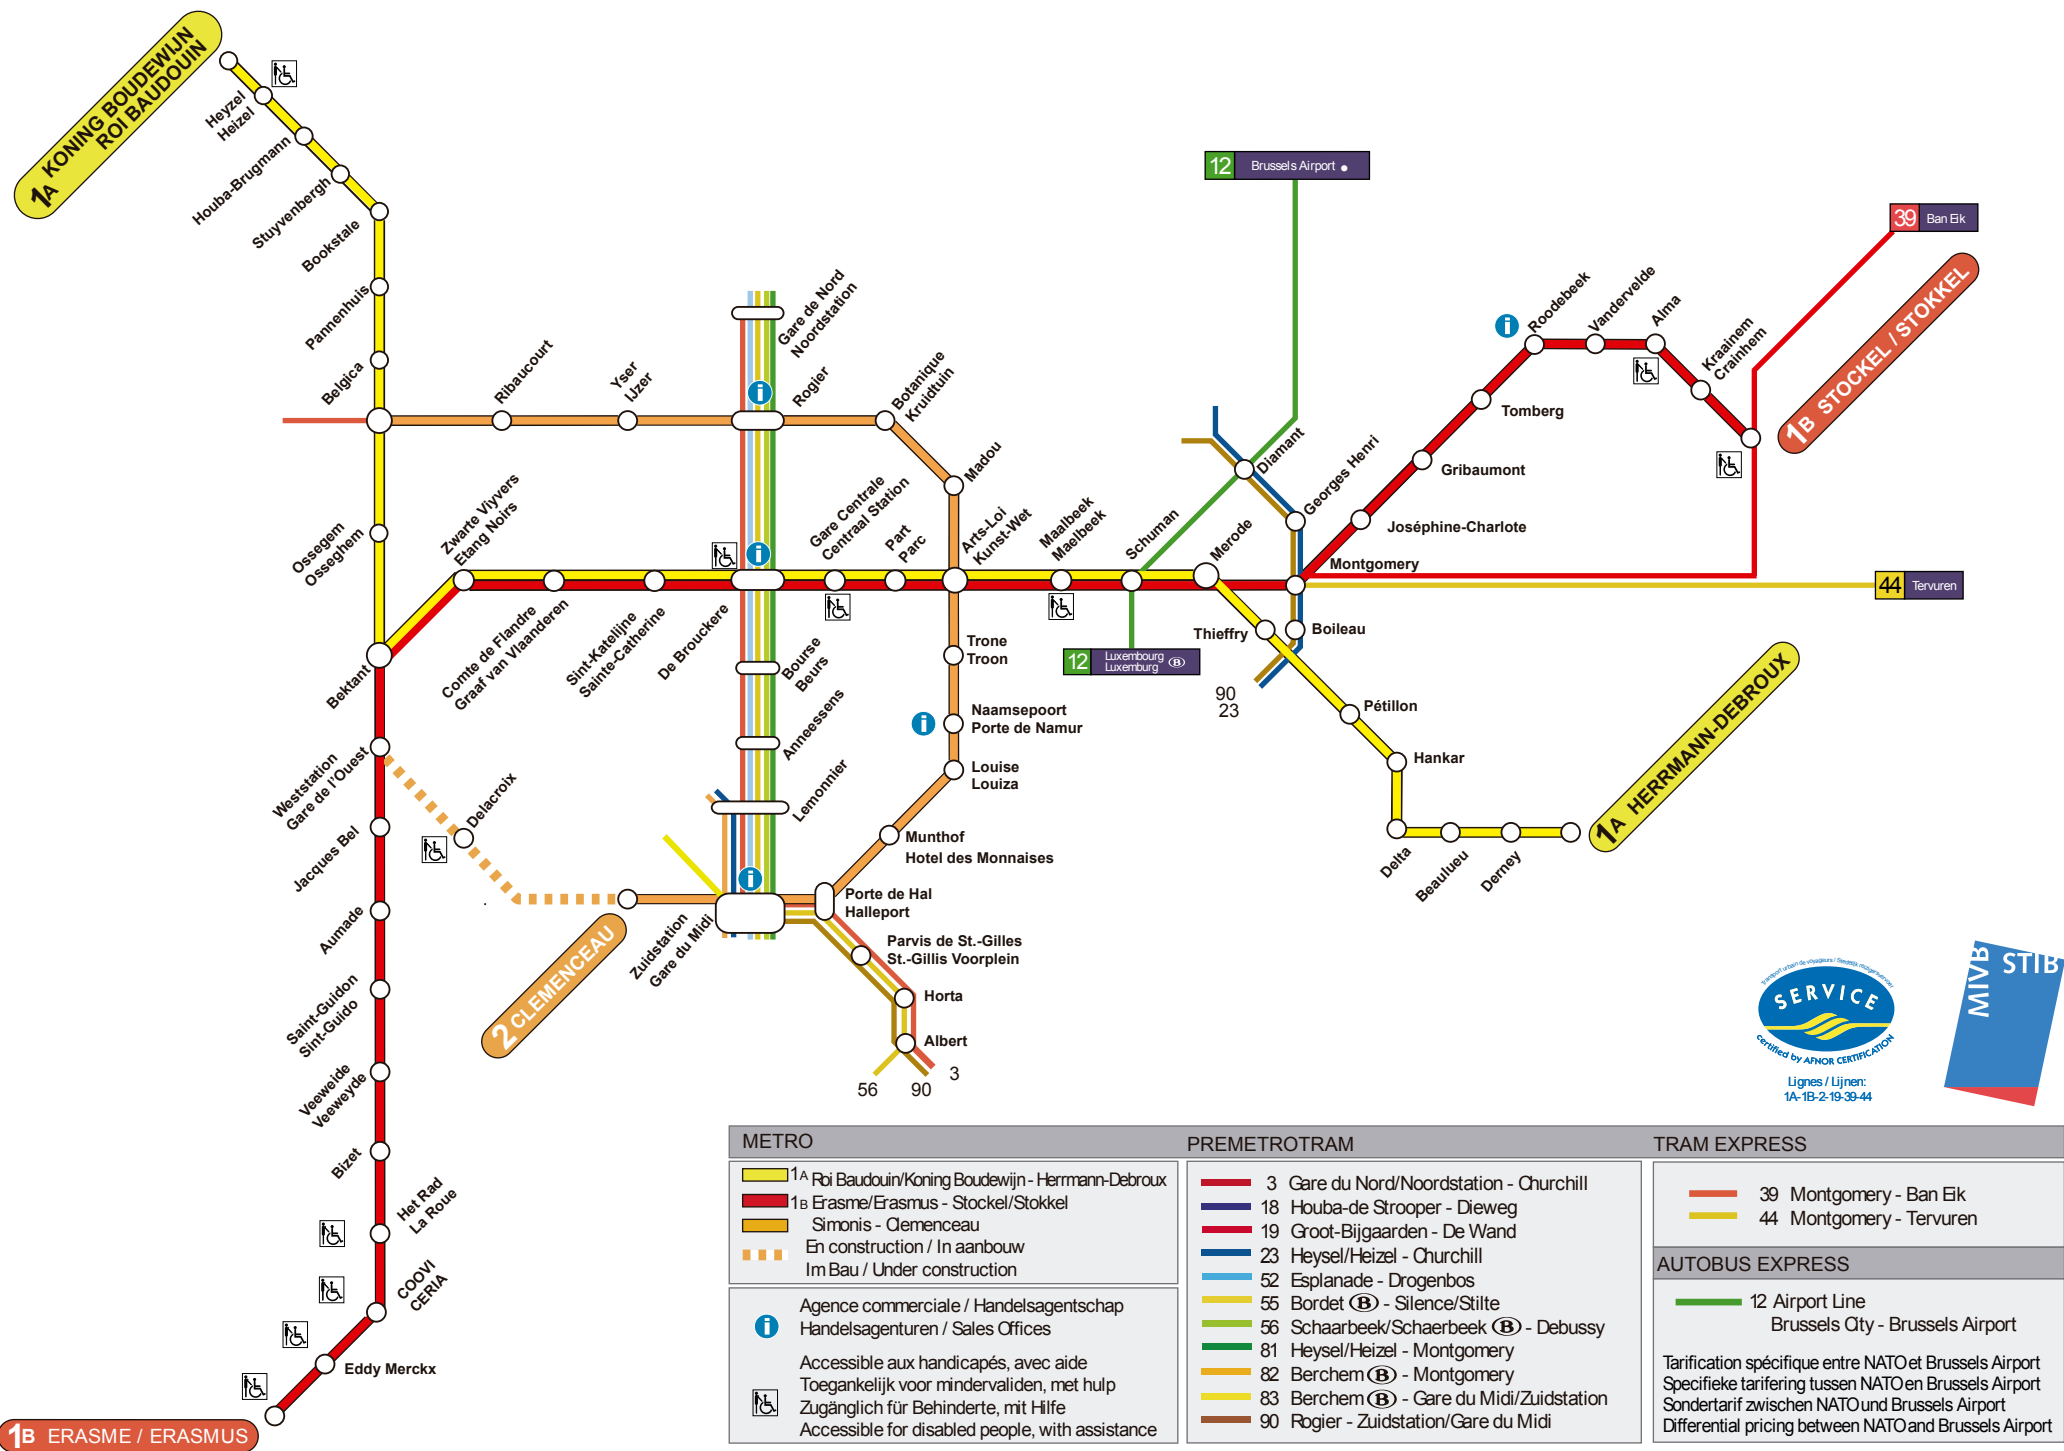 1A KONING BOUDEWIJN
ROI BAUDOUIN
Heyzel
Heizel
Houba-Brugmann
Stuyvenbergh
Bookstale
Pannenhuis
Belgica
Ossegem
Osseghem
Bektant
Ribaucourt
Yser
IJzer
Gare de Nord
Noordstation
Rogier
Botanique
Kruidtuin
Madou
Zwarte Viyvers
Etang Noirs
Comte de Flandre
Graaf van Vlaanderen
Sint-Katelijne
Sainte-Catherine
De Brouckere
Gare Centrale
Centraal Station
Part
Parc
Arts-Loi
Kunst-Wet
Maalbeek
Maelbeek
Schuman
Merode
12 Brussels Airport
Diamant
Georges Henri
Montgomery
Joséphine-Charlote
Gribaumont
Tomberg
Roodebeek
Vandervelde
Alma
Kraainem
Crainhem
39 Ban Eik
1B STOCKEL / STOKKEL
44 Tervuren
12 Luxembourg
Luxemburg B
Thieffry
Boileau
90
23
Pétillon
Hankar
Delta
Beaulueu
Derney
1A HERRMANN-DEBROUX
Bourse
Beurs
Anneessens
Lemonnier
Trone
Troon
Naamsepoort
Porte de Namur
Louise
Louiza
Munthof
Hotel des Monnaises
Porte de Hal
Halleport
Parvis de St.-Gilles
St.-Gillis Voorplein
Horta
Albert
56
90
3
Zuidstation
Gare du Midi
2 CLEMENCEAU
Delacroix
Weststation
Gare de l'Ouest
Jacques Bel
Aumade
Saint-Guidon
Sint-Guido
Veeweide
Veeweyde
Bizet
Het Rad
La Roue
COOVI
CERIA
Eddy Merckx
1B ERASME / ERASMUS
SERVICE
certified by AFNOR CERTIFICATION
Lignes / Lijnen:
1A-1B-2-19-39-44
MIVB STIB
METRO
1A Roi Baudouin/Koning Boudewijn - Herrmann-Debroux
1B Erasme/Erasmus - Stockel/Stokkel
Simonis - Clemenceau
En construction / In aanbouw
Im Bau / Under construction
Agence commerciale / Handelsagentschap
Handelsagenturen / Sales Offices
Accessible aux handicapés, avec aide
Toegankelijk voor mindervaliden, met hulp
Zugänglich für Behinderte, mit Hilfe
Accessible for disabled people, with assistance
PREMETROTRAM
3 Gare du Nord/Noordstation - Churchill
18 Houba-de Strooper - Dieweg
19 Groot-Bijgaarden - De Wand
23 Heysel/Heizel - Churchill
52 Esplanade - Drogenbos
55 Bordet B - Silence/Stilte
56 Schaarbeek/Schaerbeek B - Debussy
81 Heysel/Heizel - Montgomery
82 Berchem B - Montgomery
83 Berchem B - Gare du Midi/Zuidstation
90 Rogier - Zuidstation/Gare du Midi
TRAM EXPRESS
39 Montgomery - Ban Eik
44 Montgomery - Tervuren
AUTOBUS EXPRESS
12 Airport Line
Brussels City - Brussels Airport
Tarification spécifique entre NATO et Brussels Airport
Specifieke tarifering tussen NATO en Brussels Airport
Sondertarif zwischen NATO und Brussels Airport
Differential pricing between NATO and Brussels Airport